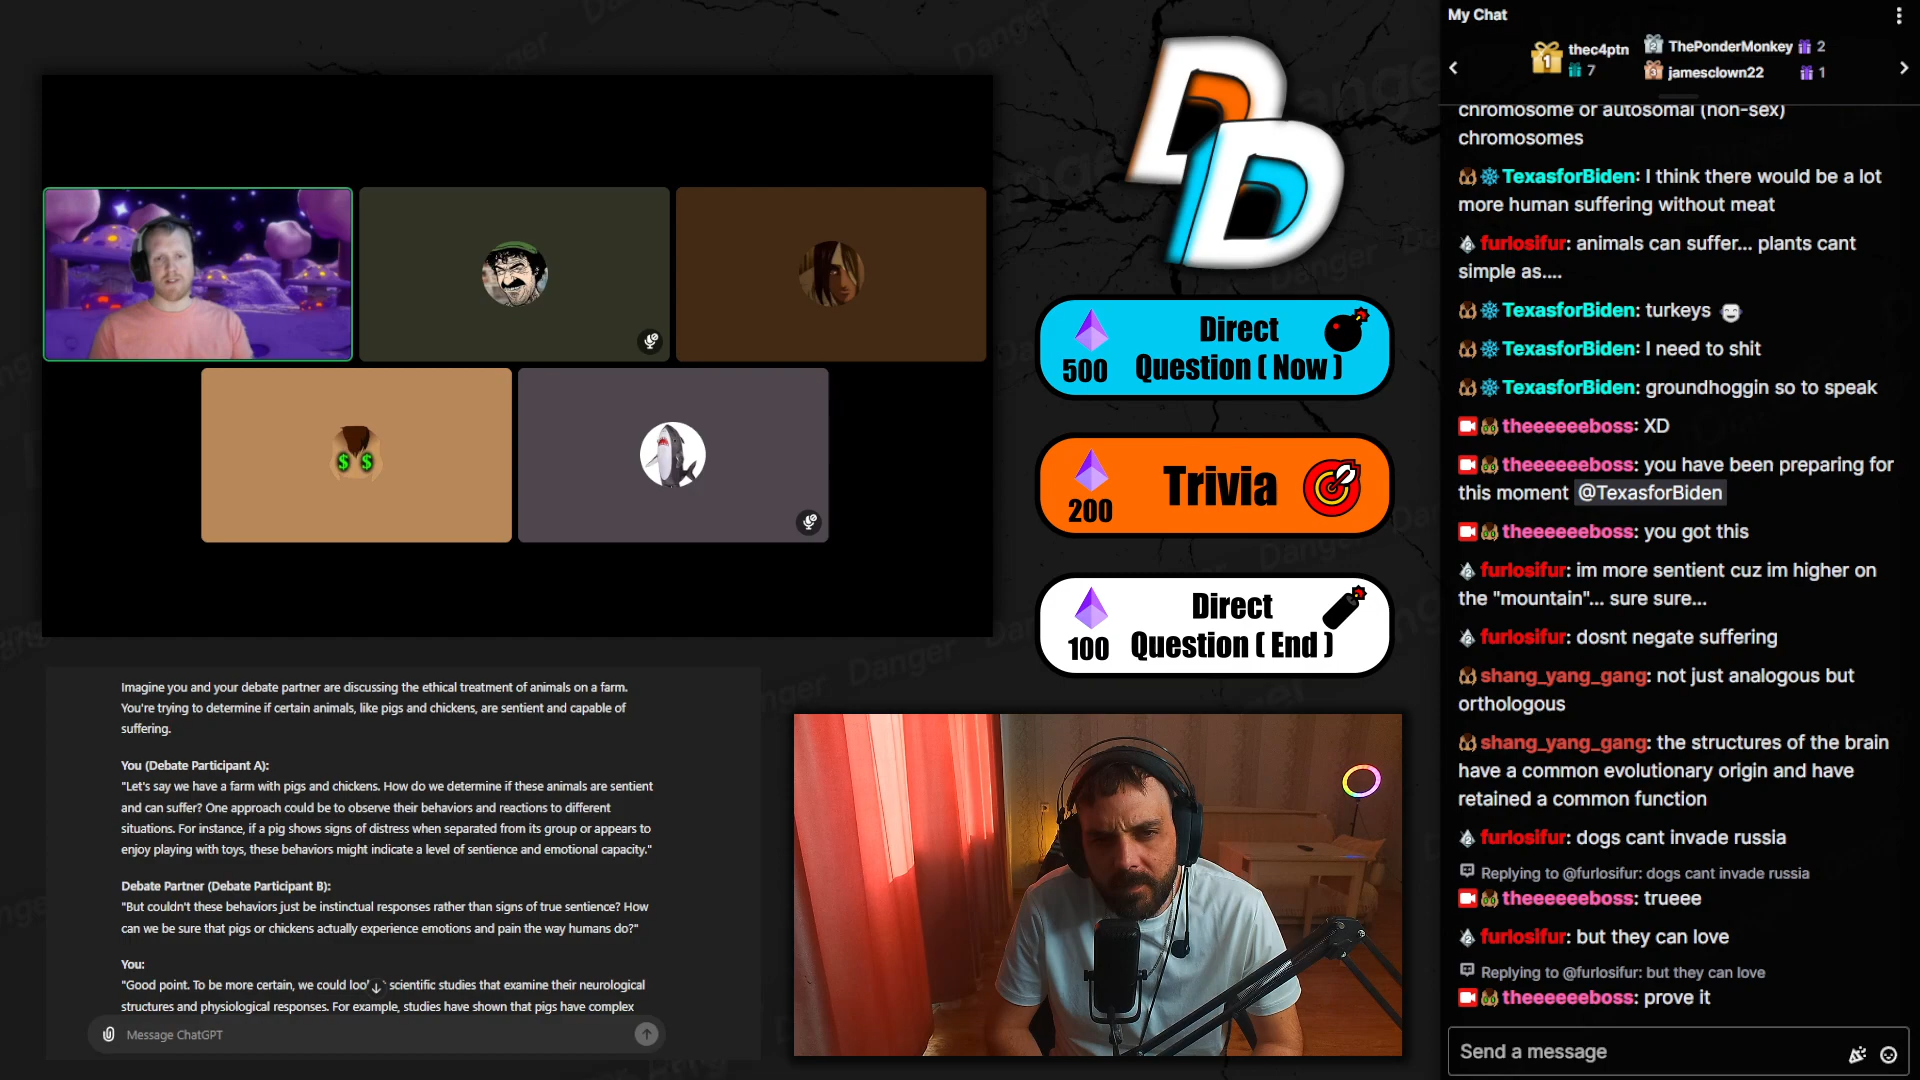 DD
500
Direct
Question ( Now )
200
Trivia
100
Direct
Question ( End )
Imagine you and your debate partner are discussing the ethical treatment of animals on a farm.
You're trying to determine if certain animals, like pigs and chickens, are sentient and capable of
suffering.
You (Debate Participant A):
"Let's say we have a farm with pigs and chickens. How do we determine if these animals are sentient
and can suffer? One approach could be to observe their behaviors and reactions to different
situations. For instance, if a pig shows signs of distress when separated from its group or appears to
enjoy playing with toys, these behaviors might indicate a level of sentience and emotional capacity."
Debate Partner (Debate Participant B):
"But couldn't these behaviors just be instinctual responses rather than signs of true sentience? How
can we be sure that pigs or chickens actually experience emotions and pain the way humans do?"
You:
"Good point. To be more certain, we could scientific studies that examine their neurological
structures and physiological responses. For example, studies have shown that pigs have complex
Message ChatGPT
My Chat
1
thec4ptn
7
2
ThePonderMonkey 2
3
jamesclown22 1
chromosome or autosomal (non-sex)
chromosomes
TexasforBiden: I think there would be a lot
more human suffering without meat
furlosifur: animals can suffer... plants cant
simple as....
TexasforBiden: turkeys
TexasforBiden: I need to shit
TexasforBiden: groundhoggin so to speak
theeeeeeboss: XD
theeeeeeboss: you have been preparing for
this moment @TexasforBiden
theeeeeeboss: you got this
furlosifur: im more sentient cuz im higher on
the "mountain"... sure sure...
furlosifur: dosnt negate suffering
shang_yang_gang: not just analogous but
orthologous
shang_yang_gang: the structures of the brain
have a common evolutionary origin and have
retained a common function
furlosifur: dogs cant invade russia
Replying to @furlosifur: dogs cant invade russia
theeeeeeboss: trueee
furlosifur: but they can love
Replying to @furlosifur: but they can love
theeeeeeboss: prove it
Send a message